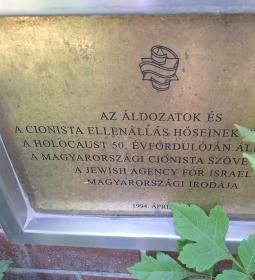 AZ ÁLDOZATOK ÉS
A CIONISTA ELLENÁLLÁS HŐSEINEK
A HOLOCAUST 50. ÉVFORDULÓJÁN
A MAGYARORSZÁGI CIONISTA
A JEWISH AGENCY FOR ISRAEL
MAGYARORSZÁGI IRODÁJA
1994.